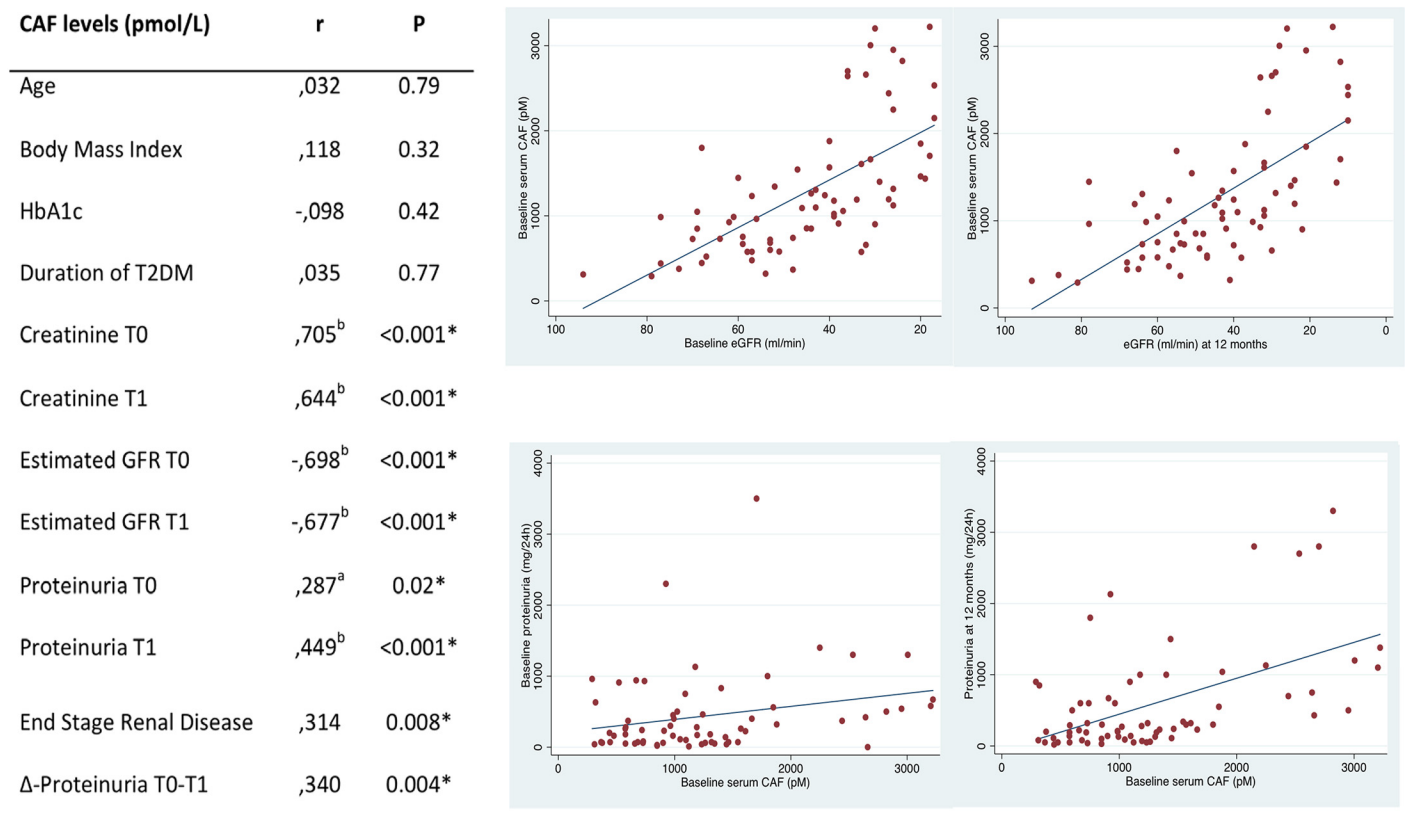 CAF levels (pmol/L) r P
Age ,032 0.79
Body Mass Index ,118 0.32
HbA1c -,098 0.42
Duration of T2DM ,035 0.77
Creatinine T0 ,705b <0.001*
Creatinine T1 ,644b <0.001*
Estimated GFR T0 -,698b <0.001*
Estimated GFR T1 -,677b <0.001*
Proteinuria T0 ,287a 0.02*
Proteinuria T1 ,449b <0.001*
End Stage Renal Disease ,314 0.008*
Δ-Proteinuria T0-T1 ,340 0.004*
Baseline serum CAF (pM)
3000
2000
1000
0
100 80 60 40 20
Baseline eGFR (ml/min)
Baseline serum CAF (pM)
3000
2000
1000
0
100 80 60 40 20 0
eGFR (ml/min) at 12 months
Baseline proteinuria (mg/24h)
4000
3000
2000
1000
0
0 1000 2000 3000
Baseline serum CAF (pM)
Proteinuria at 12 months (mg/24h)
4000
3000
2000
1000
0
0 1000 2000 3000
Baseline serum CAF (pM)